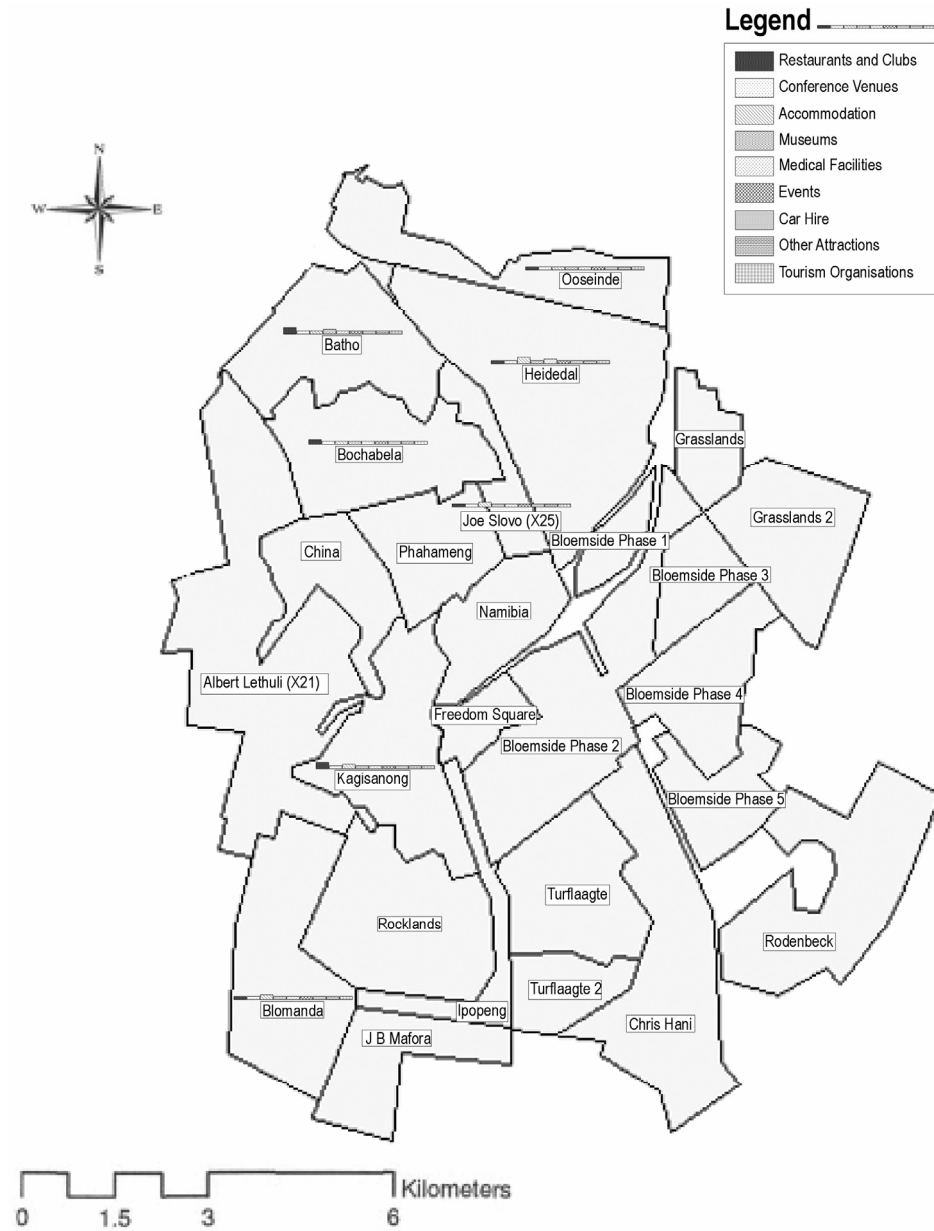 Legend
Restaurants and Clubs
Conference Venues
Accommodation
Museums
Medical Facilities
Events
Car Hire
Other Attractions
Tourism Organisations
N
W E
S
Ooseinde
Batho
Heidedal
Grasslands
Bochabela
Grasslands 2
Joe Slovo (X25)
Bloemside Phase 1
China
Phahameng
Bloemside Phase 3
Namibia
Albert Lethuli (X21)
Bloemside Phase 4
Freedom Square
Bloemside Phase 2
Kagisanong
Bloemside Phase 5
Turflaagte
Rocklands
Rodenbeck
Turflaagte 2
Blomanda
Ipopeng
Chris Hani
J B Mafora
Kilometers
0 1.5 3 6